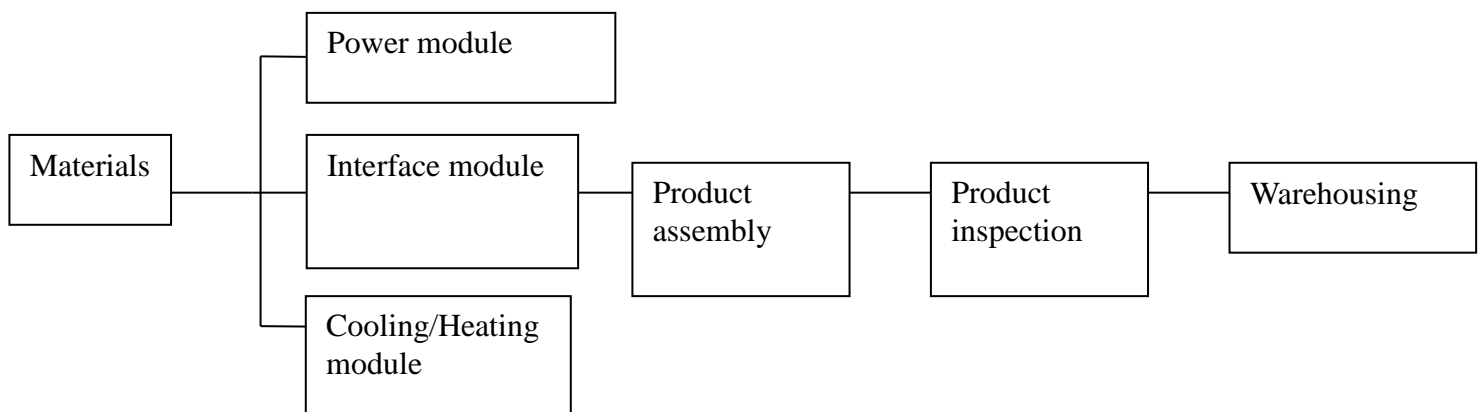 Power module
Materials
Interface module
Product
assembly
Product
inspection
Warehousing
Cooling/Heating
module